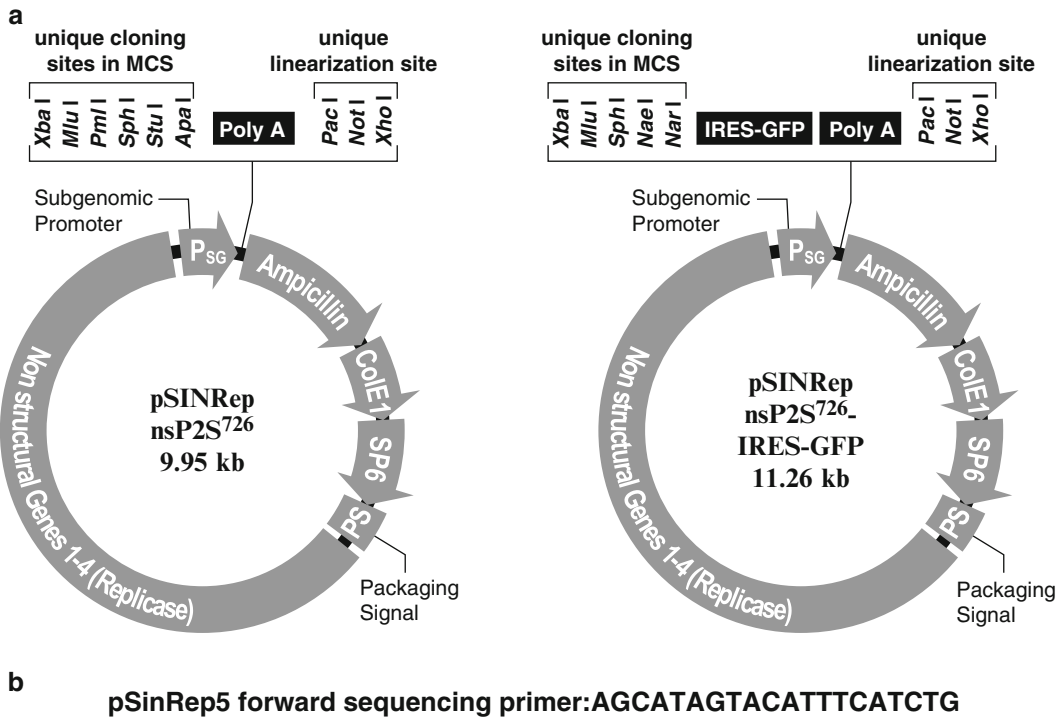 a
unique cloning
sites in MCS
unique
linearization site
Xba I
Mlu I
Pml I
Sph I
Stu I
Apa I
Poly A
Pac I
Not I
Xho I
Subgenomic
Promoter
PSG
Ampicillin
ColE1
SP6
PS
Non structural Genes 1-4 (Replicase)
pSINRep
nsP2S726
9.95 kb
Packaging
Signal
unique cloning
sites in MCS
unique
linearization site
Xba I
Mlu I
Sph I
Nae I
Nar I
IRES-GFP
Poly A
Pac I
Not I
Xho I
Subgenomic
Promoter
PSG
Ampicillin
ColE1
SP6
PS
Non structural Genes 1-4 (Replicase)
pSINRep
nsP2S726-
IRES-GFP
11.26 kb
Packaging
Signal
b
pSinRep5 forward sequencing primer:AGCATAGTACATTTCATCTG